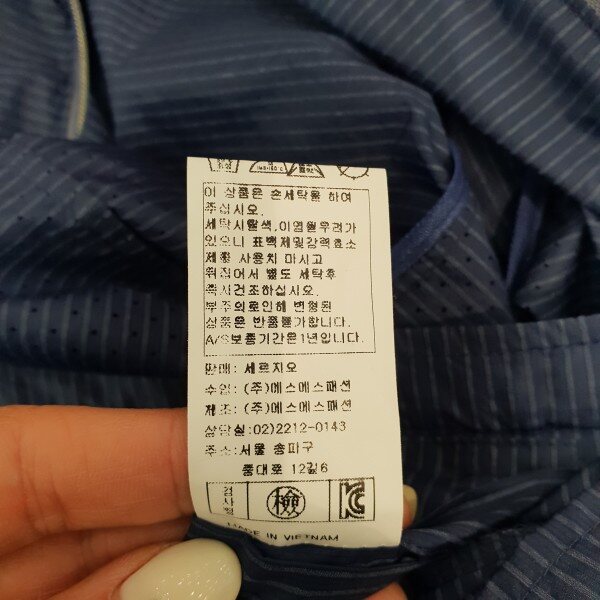 이 상품은 손세탁을 하여
주십시오.
세탁시탈색,이염될우려가
있으니 표백제및강력효소
제품 사용치 마시고
뒤집어서 별도 세탁후
즉시건조하십시오.
부주의로인해 변형된
상품은 반품불가합니다.
A/S보증기간은1년입니다.
판매: 세르지오
수입: (주)에스에스패션
제조: (주)에스에스패션
상담실:02)2212-0143
주소:서울 송파구
중대로 12길6
검사필 檢 KC
MADE IN VIETNAM